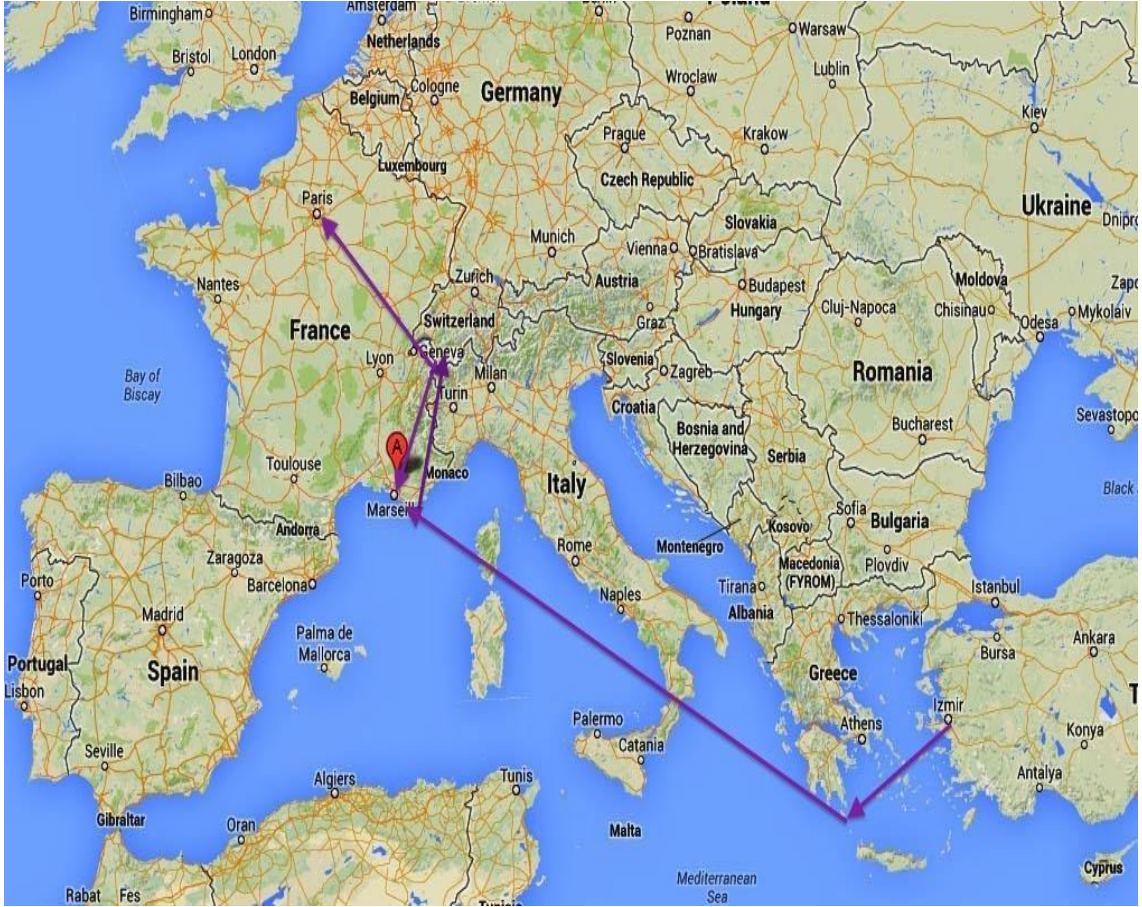 Birmingham
Amsterdam
Poznan
Warsaw
Netherlands
Bristol
London
Lublin
Cologne
Wroclaw
Belgium
Germany
Kiev
Prague
Krakow
Luxembourg
Czech Republic
Paris
Ukraine
Slovakia
Dnipro
Munich
Vienna
Bratislava
Zurich
Austria
Moldova
Nantes
Budapest
Zapo
Switzerland
Hungary
Cluj-Napoca
Chisinau
Mykolaiv
France
Graz
Odesa
Geneva
Lyon
Slovenia
Zagreb
Bay of
Biscay
Milan
Romania
Turin
Croatia
Sevastopo
Bosnia and
Herzegovina
Bucharest
A
Toulouse
Monaco
Serbia
Italy
Bilbao
Black
Marseill
Sofia
Bulgaria
Andorra
Kosovo
Montenegro
Zaragoza
Rome
Macedonia
(FYROM)
Plovdiv
Porto
Barcelona
Tirana
Istanbul
Naples
Albania
Madrid
Thessaloniki
Palma de
Mallorca
Bursa
Ankara
Portugal
Spain
Greece
T
Lisbon
Izmir
Palermo
Athens
Konya
Seville
Catania
Antalya
Algiers
Tunis
Gibraltar
Oran
Malta
Cyprus
Mediterranean
Sea
Rabat
Fes